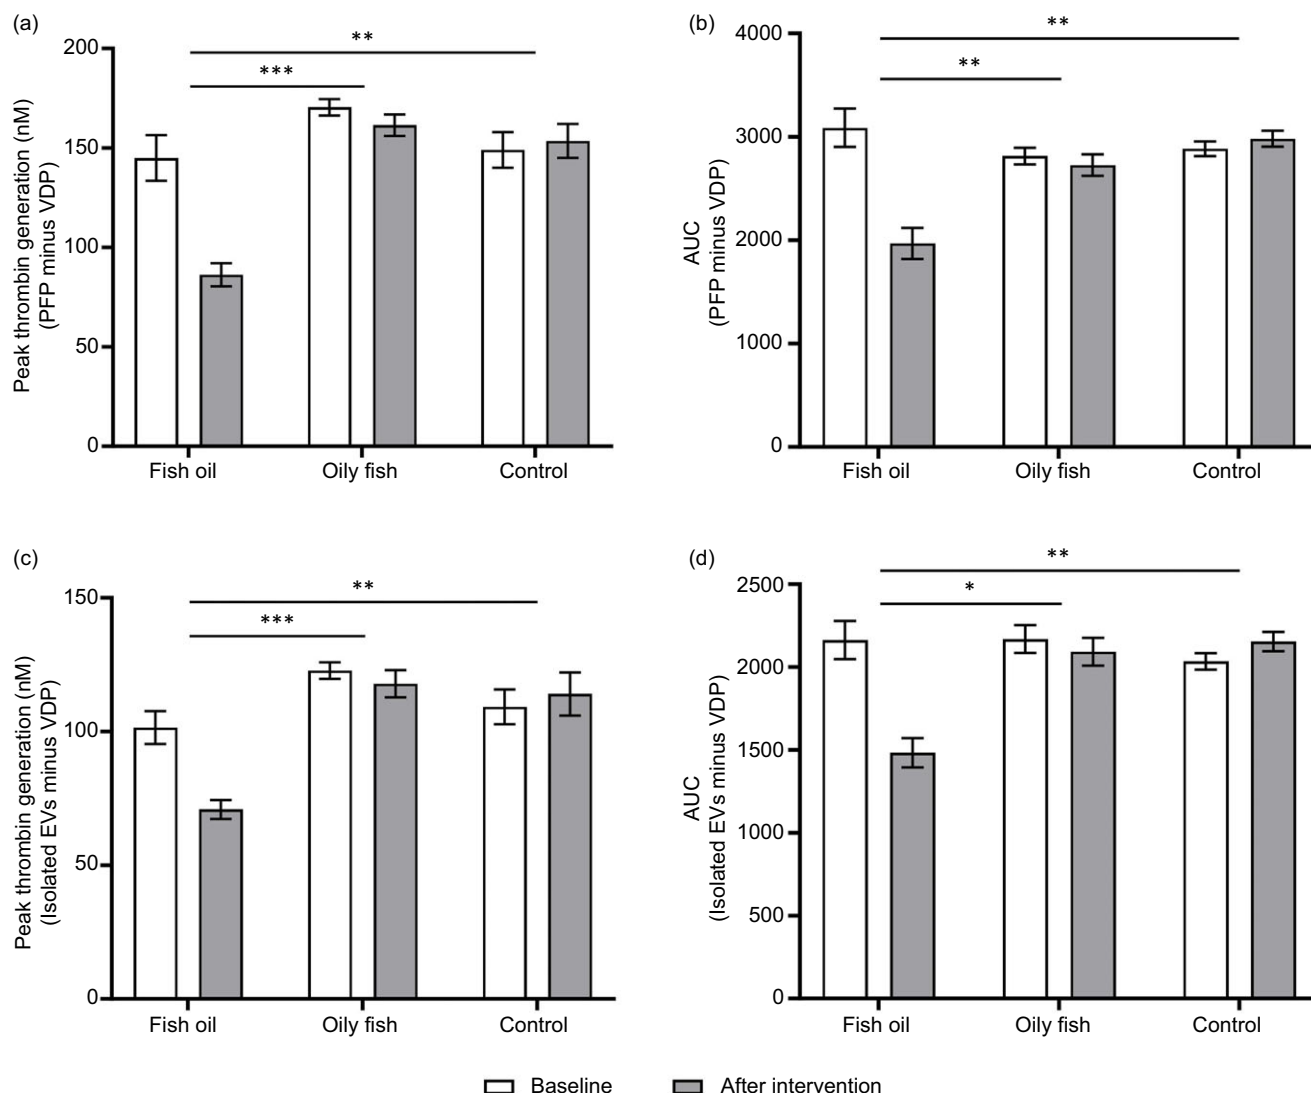 (a)
Peak thrombin generation (nM)
(PFP minus VDP)
200
150
100
50
0
**
***
Fish oil
Oily fish
Control
(b)
AUC
(PFP minus VDP)
4000
3000
2000
1000
0
**
**
Fish oil
Oily fish
Control
(c)
Peak thrombin generation (nM)
(Isolated EVs minus VDP)
150
100
50
0
**
***
Fish oil
Oily fish
Control
(d)
AUC
(Isolated EVs minus VDP)
2500
2000
1500
1000
500
0
**
*
Fish oil
Oily fish
Control
Baseline
After intervention